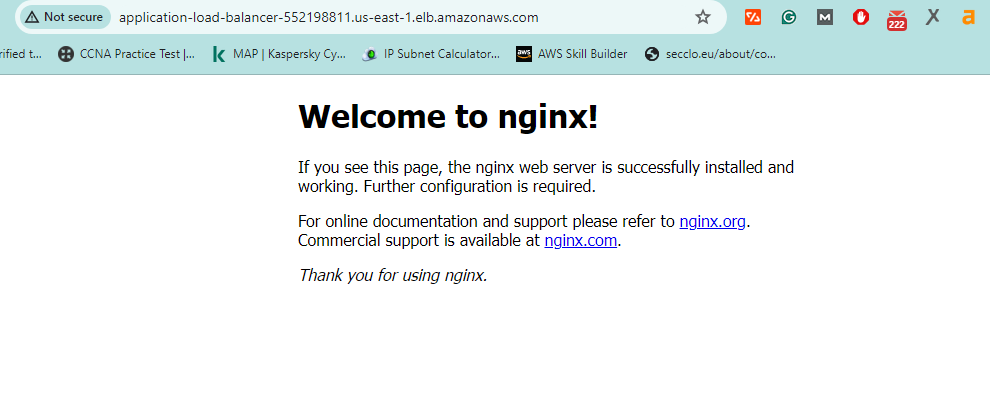 Not secure application-load-balancer-552198811.us-east-1.elb.amazonaws.com
222
rified t... CCNA Practice Test |... MAP | Kaspersky Cy... IP Subnet Calculator... aws AWS Skill Builder secclo.eu/about/co...
Welcome to nginx!
If you see this page, the nginx web server is successfully installed and
working. Further configuration is required.
For online documentation and support please refer to nginx.org.
Commercial support is available at nginx.com.
Thank you for using nginx.